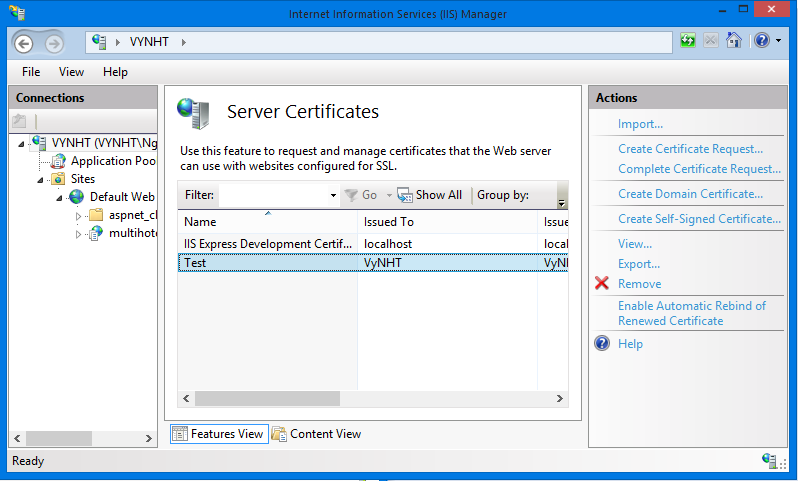 Internet Information Services (IIS) Manager
VYNHT
File View Help
Connections
VYNHT (VYNHT\Ng
Application Poo
Sites
Default Web
aspnet_cl
multihot
Server Certificates
Use this feature to request and manage certificates that the Web server
can use with websites configured for SSL.
Filter: Go Show All Group by:
Name Issued To Issue
IIS Express Development Certif... localhost local
Test VyNHT VyNH
Features View Content View
Actions
Import...
Create Certificate Request...
Complete Certificate Request...
Create Domain Certificate...
Create Self-Signed Certificate...
View...
Export...
Remove
Enable Automatic Rebind of
Renewed Certificate
Help
Ready